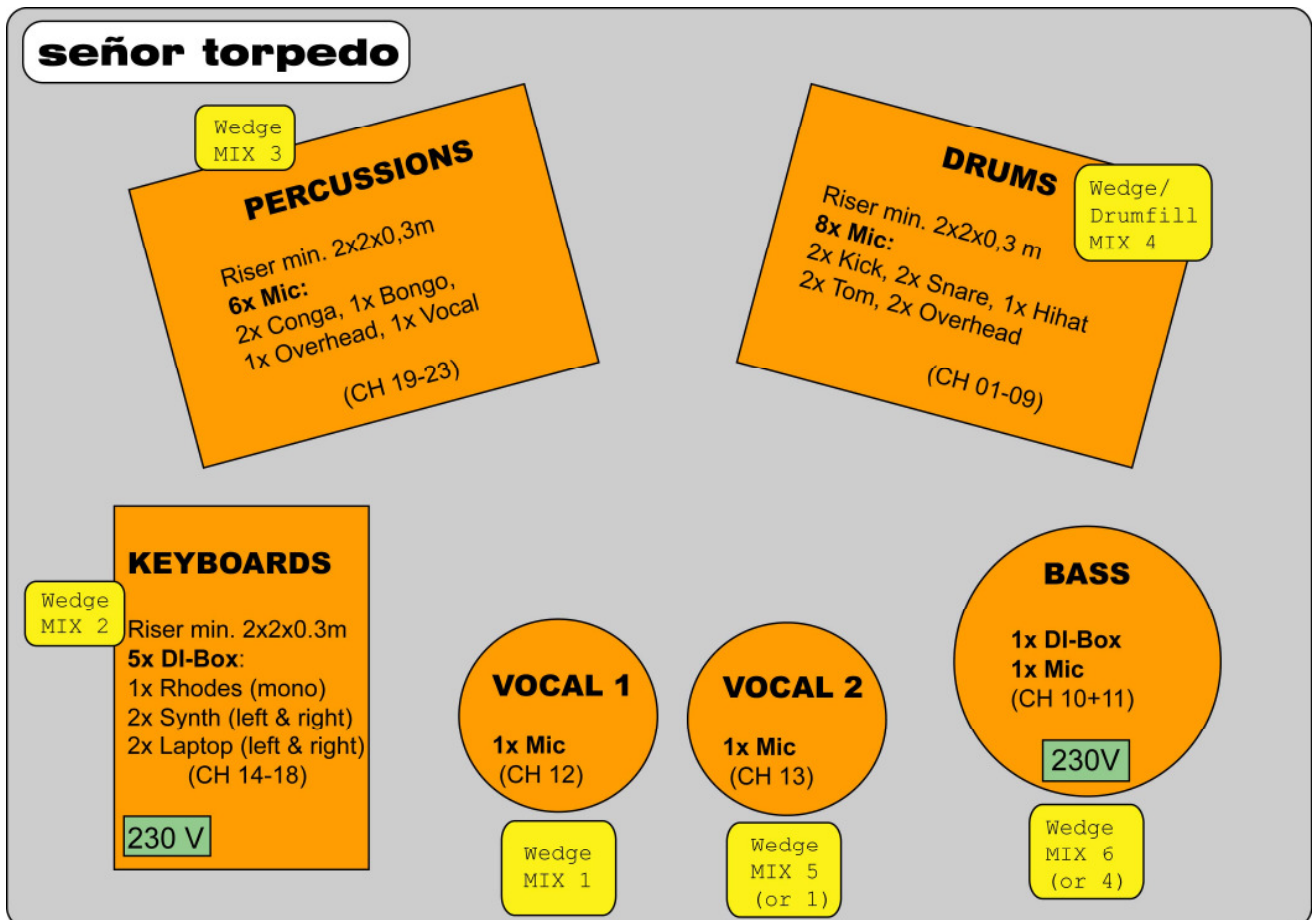 señor torpedo
Wedge
MIX 3
PERCUSSIONS
Riser min. 2x2x0,3m
6x Mic:
2x Conga, 1x Bongo,
1x Overhead, 1x Vocal
(CH 19-23)
DRUMS
Riser min. 2x2x0,3 m
8x Mic:
2x Kick, 2x Snare, 1x Hihat
2x Tom, 2x Overhead
(CH 01-09)
Wedge/
Drumfill
MIX 4
KEYBOARDS
Riser min. 2x2x0.3m
5x DI-Box:
1x Rhodes (mono)
2x Synth (left & right)
2x Laptop (left & right)
(CH 14-18)
230 V
Wedge
MIX 2
VOCAL 1
1x Mic
(CH 12)
Wedge
MIX 1
VOCAL 2
1x Mic
(CH 13)
Wedge
MIX 5
(or 1)
BASS
1x DI-Box
1x Mic
(CH 10+11)
230V
Wedge
MIX 6
(or 4)